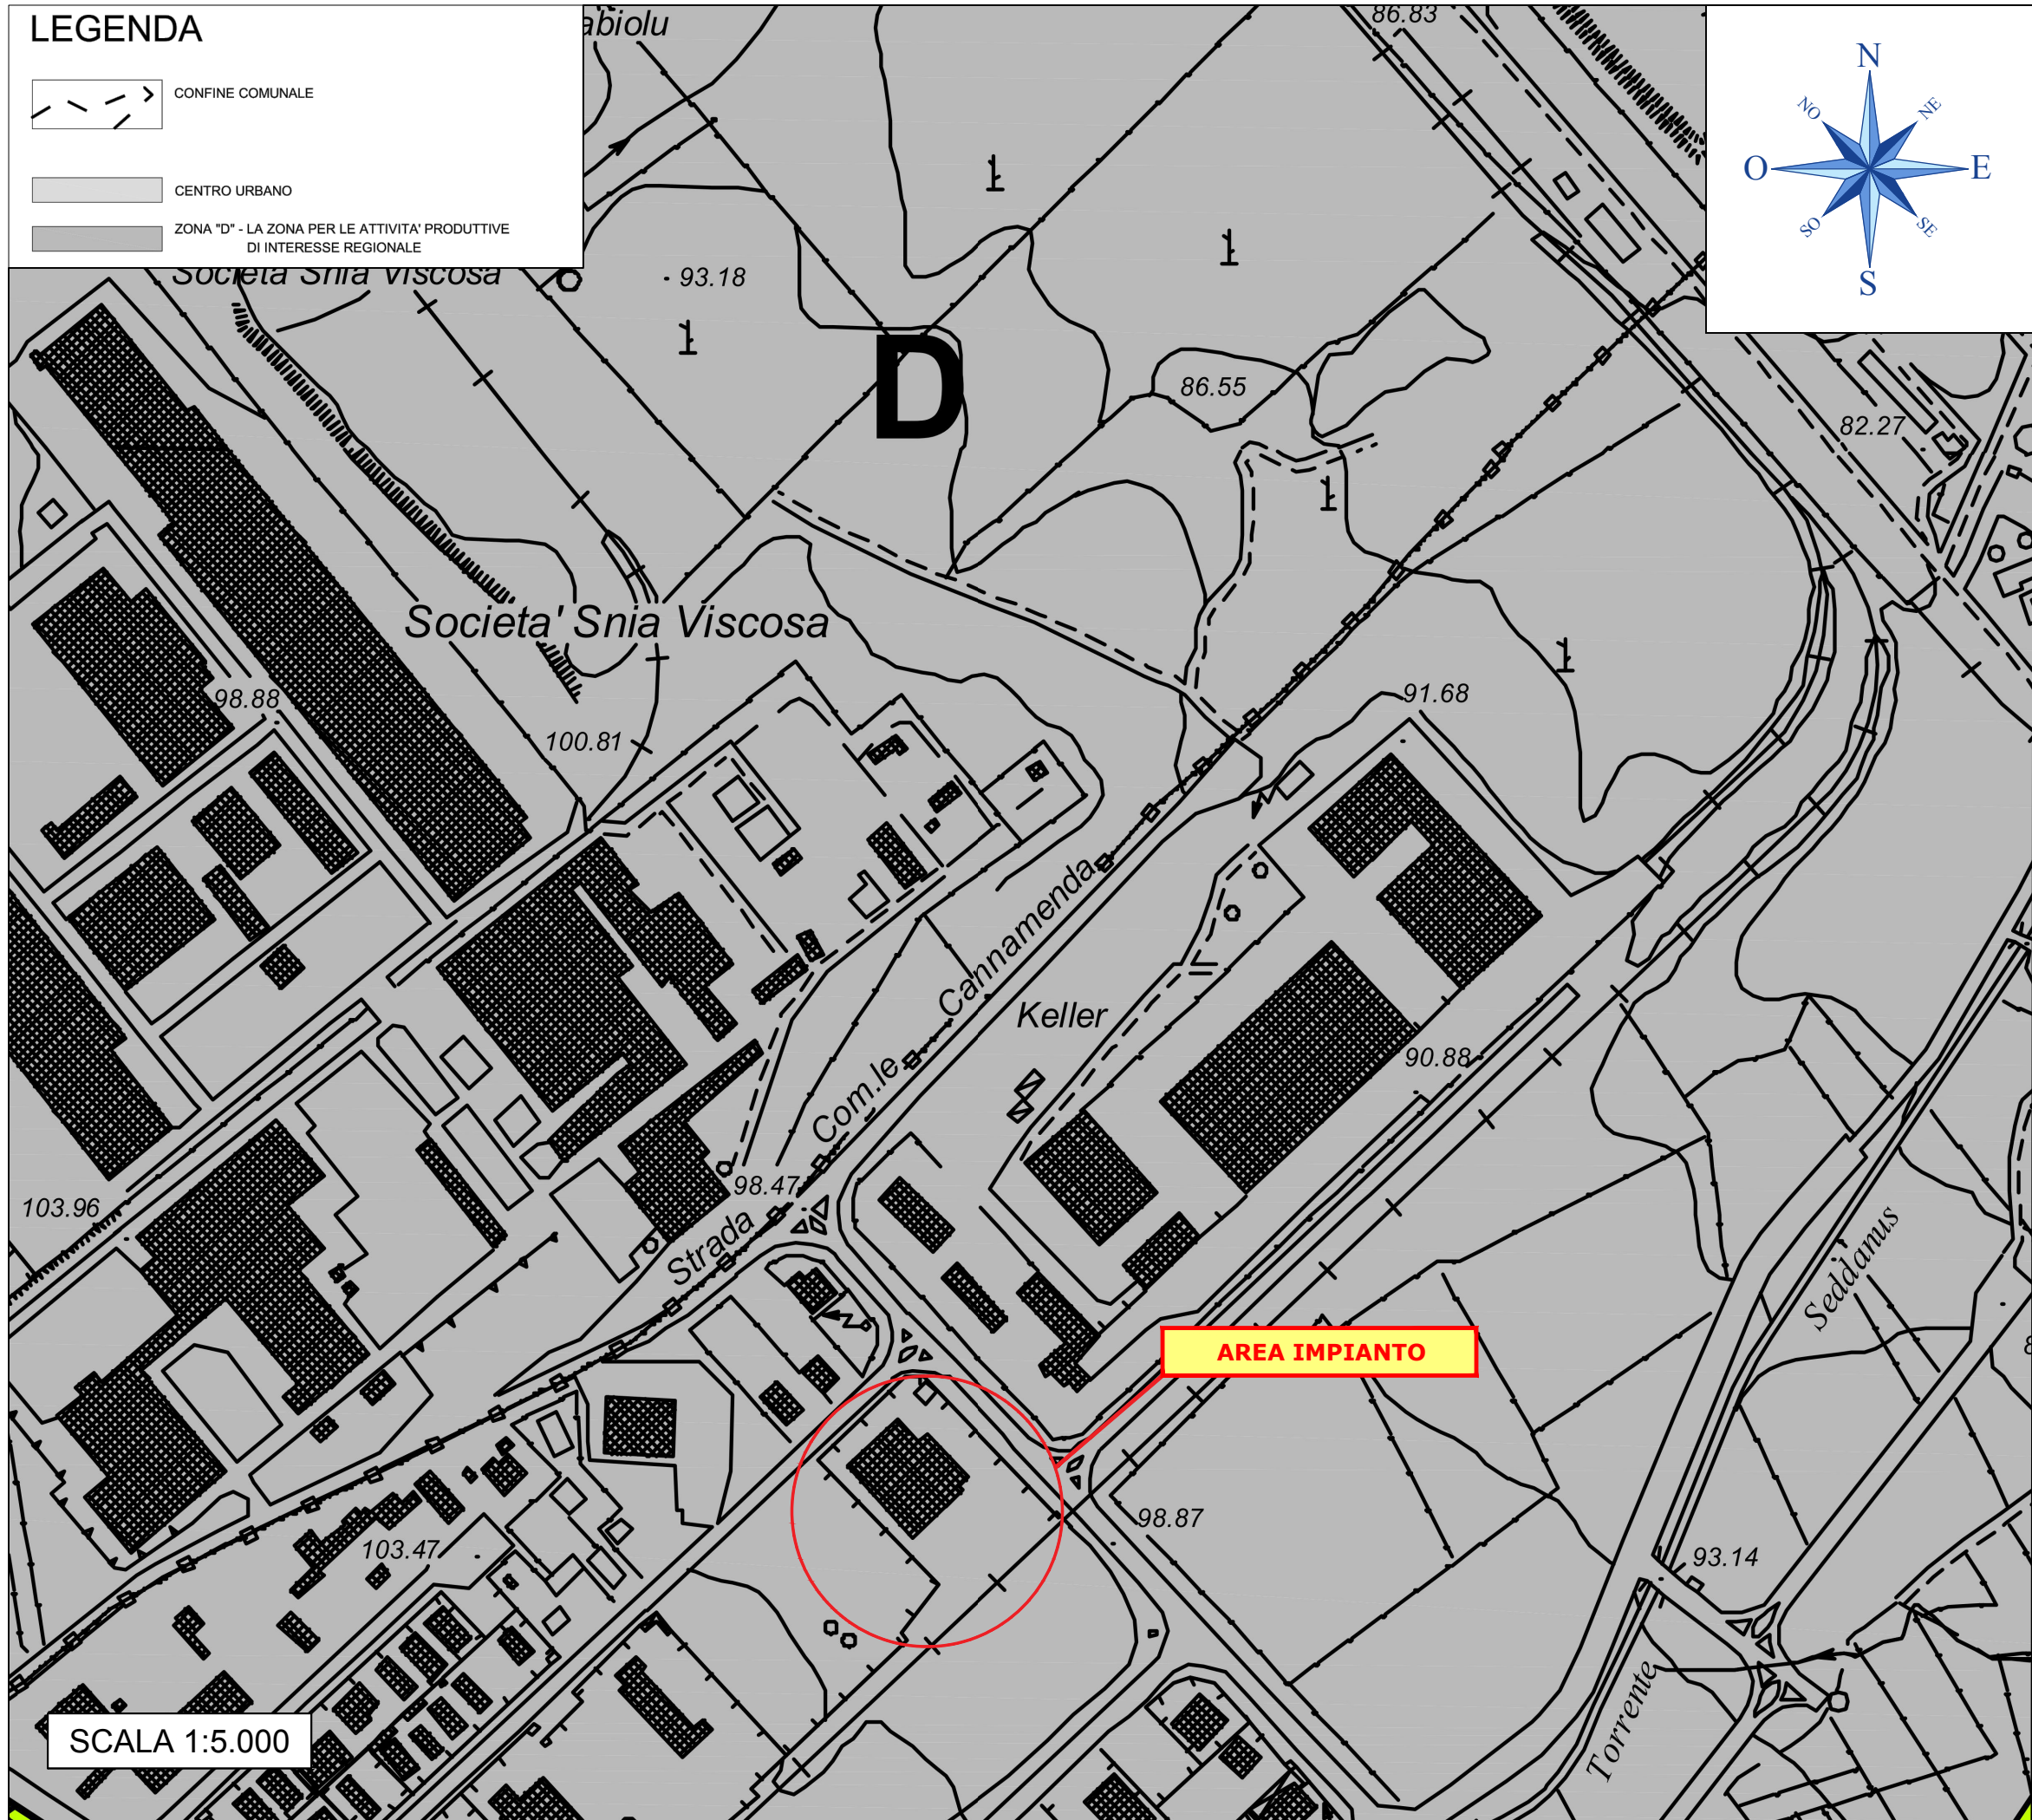 LEGENDA
CONFINE COMUNALE
CENTRO URBANO
ZONA "D" - LA ZONA PER LE ATTIVITA' PRODUTTIVE
DI INTERESSE REGIONALE
abiolu
86.83
N
NO
NE
O
E
SO
SE
S
Societa Snia Viscosa
93.18
D
86.55
82.27
Societa' Snia Viscosa
98.88
91.68
100.81
Strada Com.le Cannamenda
Keller
90.88
98.47
103.96
Seddanus
AREA IMPIANTO
8
98.87
103.47
93.14
Torrente
SCALA 1:5.000